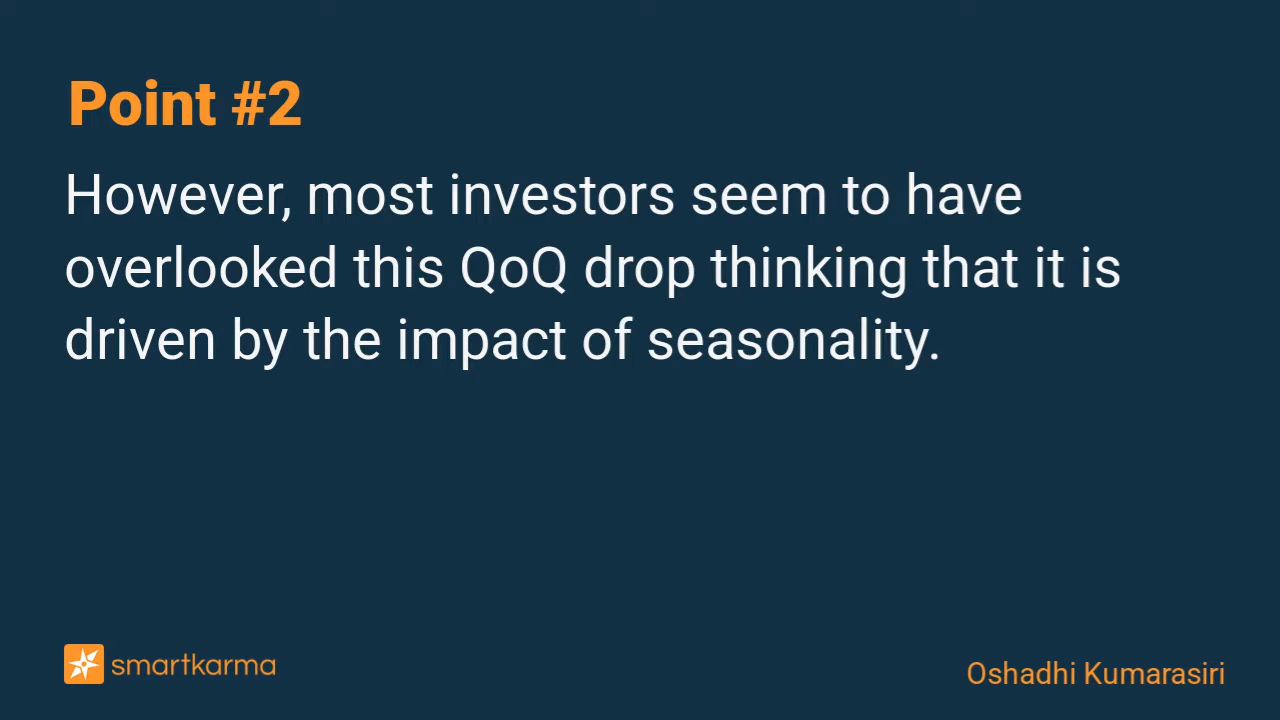 Point #2
However, most investors seem to have
overlooked this QoQ drop thinking that it is
driven by the impact of seasonality.
smartkarma
Oshadhi Kumarasiri